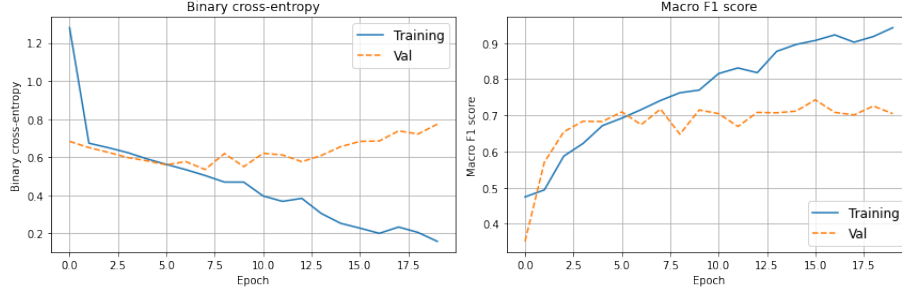 Binary cross-entropy
Binary cross-entropy
1.2
1.0
0.8
0.6
0.4
0.2
Training
Val
0.0 2.5 5.0 7.5 10.0 12.5 15.0 17.5
Epoch
Macro F1 score
Macro F1 score
0.9
0.8
0.7
0.6
0.5
0.4
Training
Val
0.0 2.5 5.0 7.5 10.0 12.5 15.0 17.5
Epoch